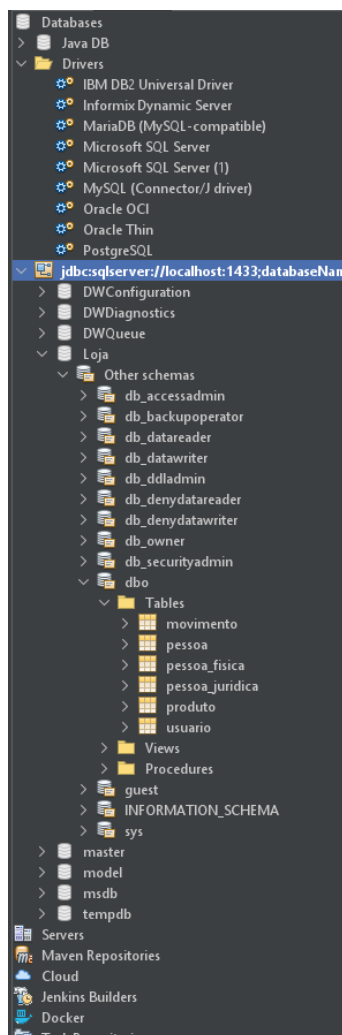 Databases
Java DB
Drivers
IBM DB2 Universal Driver
Informix Dynamic Server
MariaDB (MySQL-compatible)
Microsoft SQL Server
Microsoft SQL Server (1)
MySQL (Connector/J driver)
Oracle OCI
Oracle Thin
PostgreSQL
jdbc:sqlserver://localhost:1433;databaseNam
DWConfiguration
DWDiagnostics
DWQueue
Loja
Other schemas
db_accessadmin
db_backupoperator
db_datareader
db_datawriter
db_ddladmin
db_denydatareader
db_denydatawriter
db_owner
db_securityadmin
dbo
Tables
movimento
pessoa
pessoa_fisica
pessoa_juridica
produto
usuario
Views
Procedures
guest
INFORMATION_SCHEMA
sys
master
model
msdb
tempdb
Servers
Maven Repositories
Cloud
Jenkins Builders
Docker